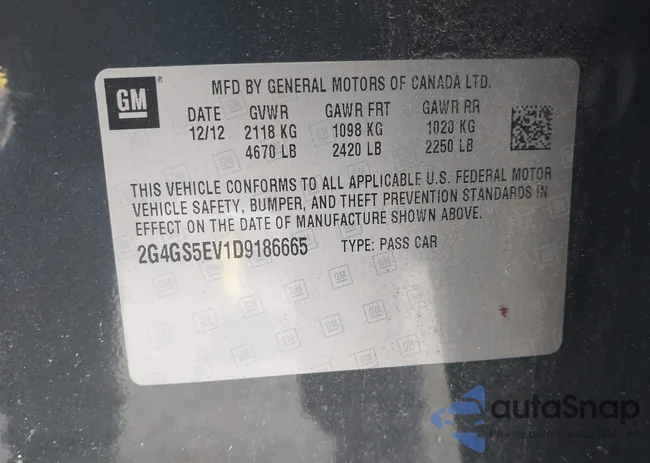 GM
MFD BY GENERAL MOTORS OF CANADA LTD.
DATE GVWR GAWR FRT GAWR RR
12/12 2118 KG 1098 KG 1020 KG
4670 LB 2420 LB 2250 LB
THIS VEHICLE CONFORMS TO ALL APPLICABLE U.S. FEDERAL MOTOR
VEHICLE SAFETY, BUMPER, AND THEFT PREVENTION STANDARDS IN
EFFECT ON THE DATE OF MANUFACTURE SHOWN ABOVE.
2G4GS5EV1D9186665 TYPE: PASS CAR
autaSnap